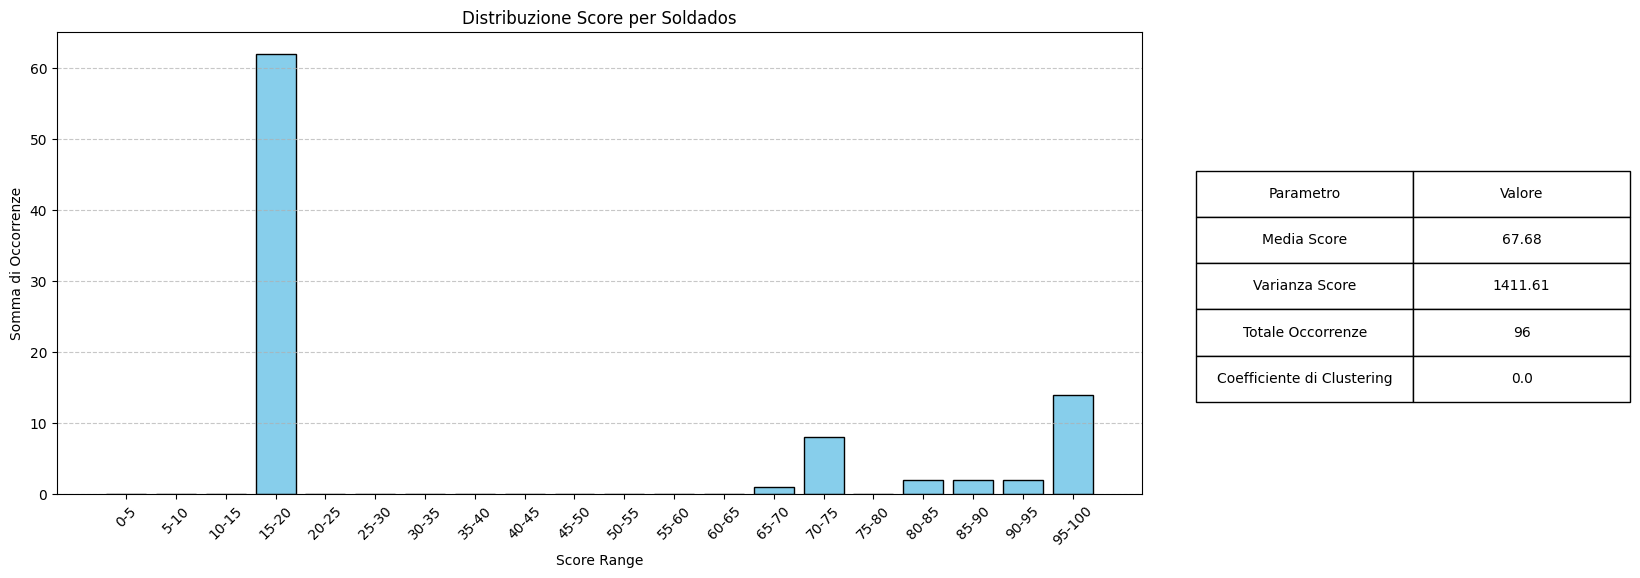 Distribuzione Score per Soldados
Somma di Occorrenze
60
50
40
30
20
10
0
0-5 5-10 10-15 15-20 20-25 25-30 30-35 35-40 40-45 45-50 50-55 55-60 60-65 65-70 70-75 75-80 80-85 85-90 90-95 95-100
Score Range
Parametro Valore
Media Score 67.68
Varianza Score 1411.61
Totale Occorrenze 96
Coefficiente di Clustering 0.0